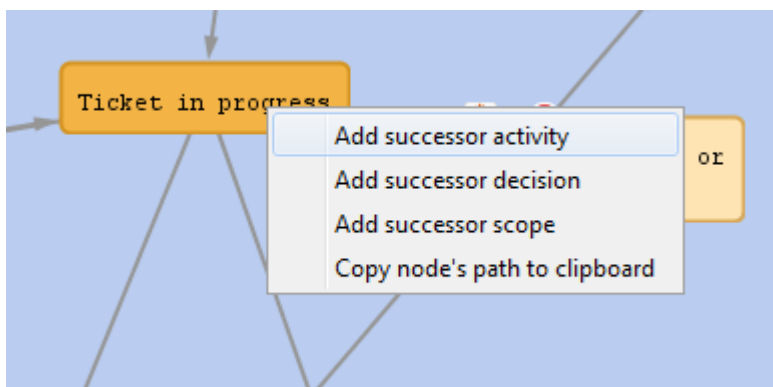 Ticket in progress
Add successor activity
or
Add successor decision
Add successor scope
Copy node's path to clipboard